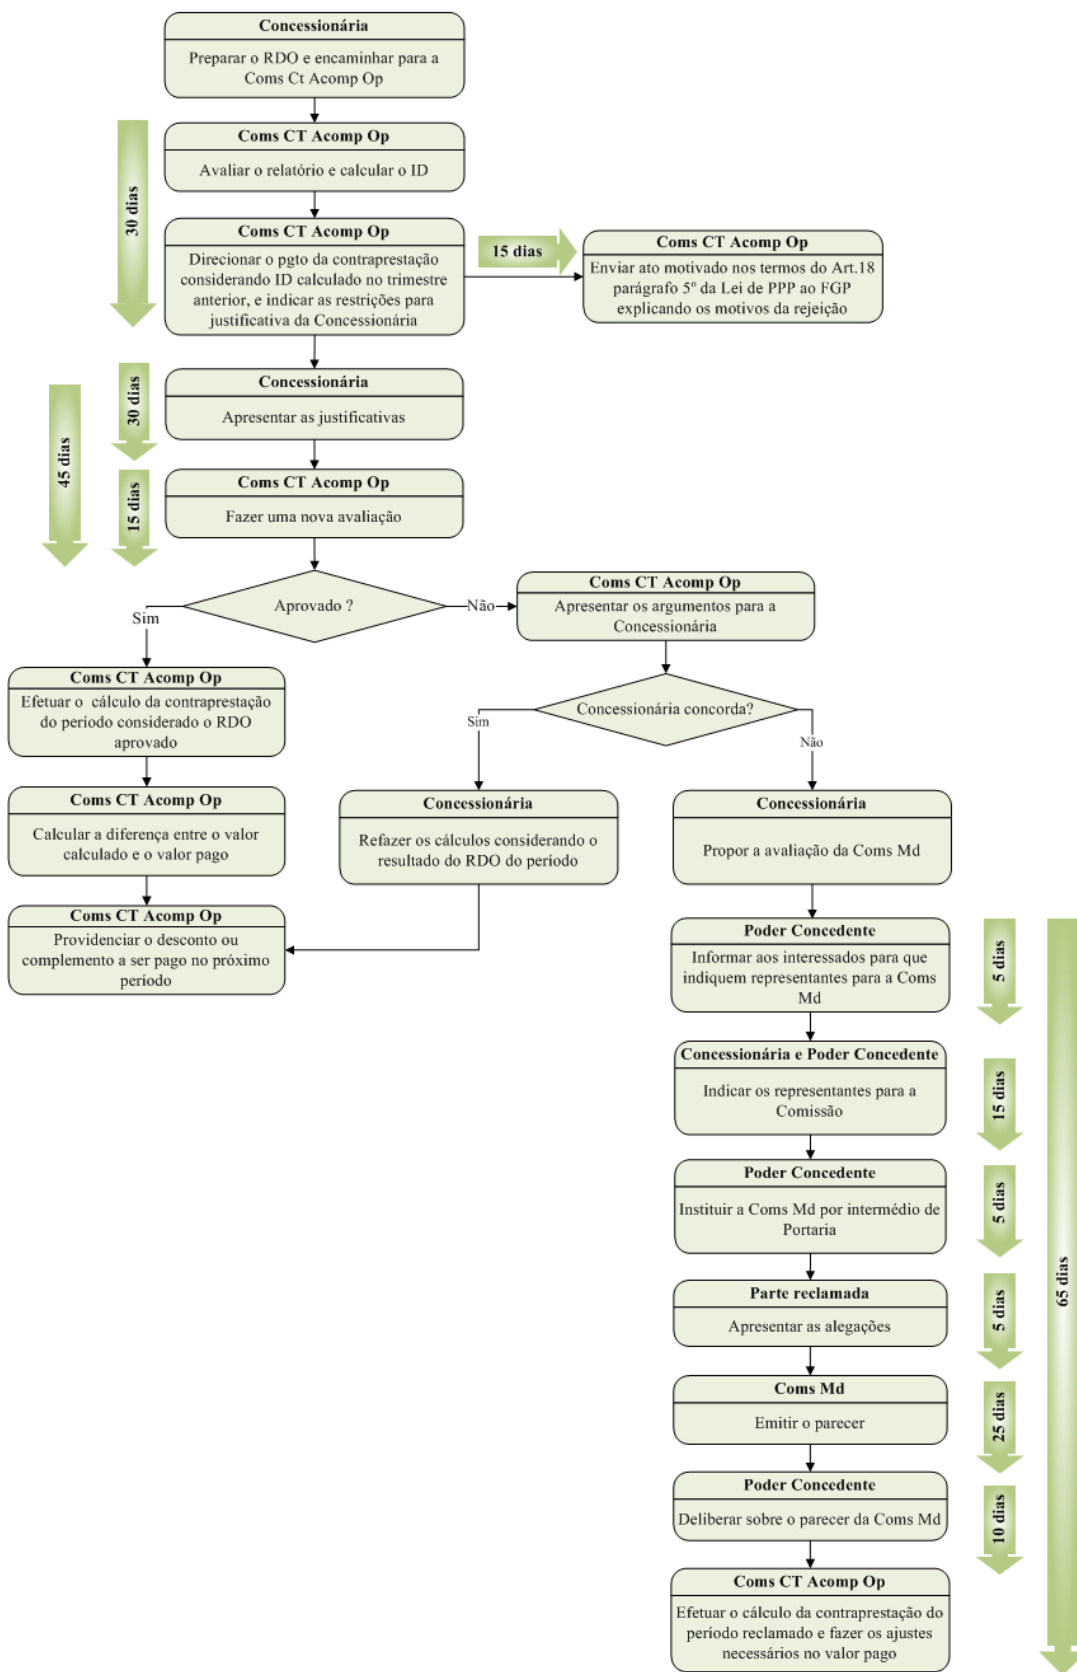 Concessionária
Preparar o RDO e encaminhar para a
Coms Ct Acomp Op
30 dias
Coms CT Acomp Op
Avaliar o relatório e calcular o ID
Coms CT Acomp Op
Direcionar o pgto da contraprestação
considerando ID calculado no trimestre
anterior, e indicar as restrições para
justificativa da Concessionária
15 dias
Coms CT Acomp Op
Enviar ato motivado nos termos do Art.18
parágrafo 5º da Lei de PPP ao FGP
explicando os motivos da rejeição
45 dias
30 dias
Concessionária
Apresentar as justificativas
15 dias
Coms CT Acomp Op
Fazer uma nova avaliação
Aprovado ?
Sim
Não
Coms CT Acomp Op
Apresentar os argumentos para a
Concessionária
Coms CT Acomp Op
Efetuar o cálculo da contraprestação
do período considerado o RDO
aprovado
Concessionária concorda?
Sim
Não
Coms CT Acomp Op
Calcular a diferença entre o valor
calculado e o valor pago
Concessionária
Refazer os cálculos considerando o
resultado do RDO do período
Concessionária
Propor a avaliação da Coms Md
Coms CT Acomp Op
Providenciar o desconto ou
complemento a ser pago no próximo
período
Poder Concedente
Informar aos interessados para que
indiquem representantes para a Coms
Md
5 dias
Concessionária e Poder Concedente
Indicar os representantes para a
Comissão
15 dias
Poder Concedente
Instituir a Coms Md por intermédio de
Portaria
5 dias
65 dias
Parte reclamada
Apresentar as alegações
5 dias
Coms Md
Emitir o parecer
25 dias
Poder Concedente
Deliberar sobre o parecer da Coms Md
10 dias
Coms CT Acomp Op
Efetuar o cálculo da contraprestação do
período reclamado e fazer os ajustes
necessários no valor pago